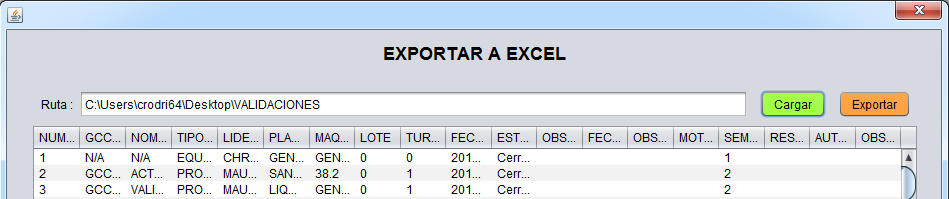 EXPORTAR A EXCEL
Ruta : C:\Users\crodri64\Desktop\VALIDACIONES Cargar Exportar
NUM... GCC... NOM... TIPO... LIDE... PLA... MAQ... LOTE TUR... FEC... EST... OBS... FEC... OBS... MOT... SEM... RES... AUT... OBS...
1 N/A N/A EQU... CHR... GEN... GEN... 0 0 201... Cerr... 1
2 GCC... ACT... PRO... MAU... SAN... 38.2 0 1 201... Cerr... 2
3 GCC... VALI... PRO... MAU... LIQ... GEN... 0 1 201... Cerr... 2